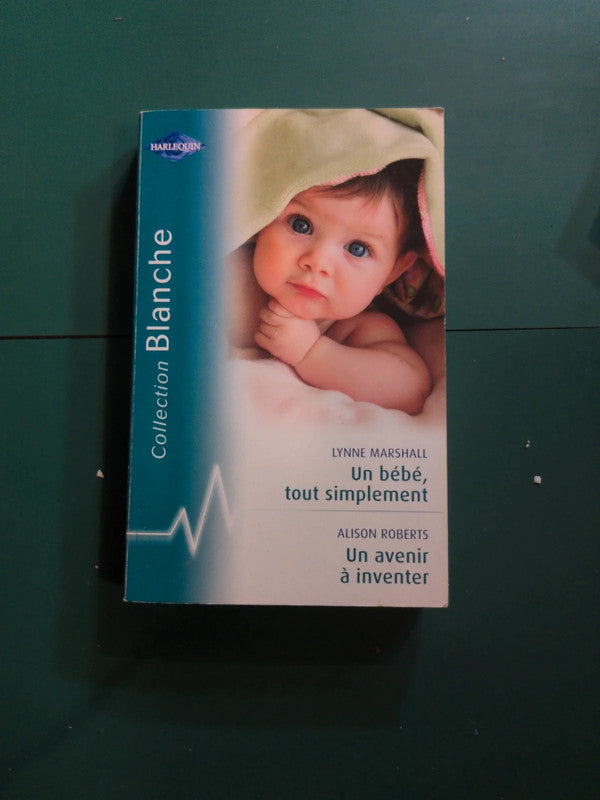 HARLEQUIN
Collection Blanche
LYNNE MARSHALL
Un bébé,
tout simplement
ALISON ROBERTS
Un avenir
à inventer